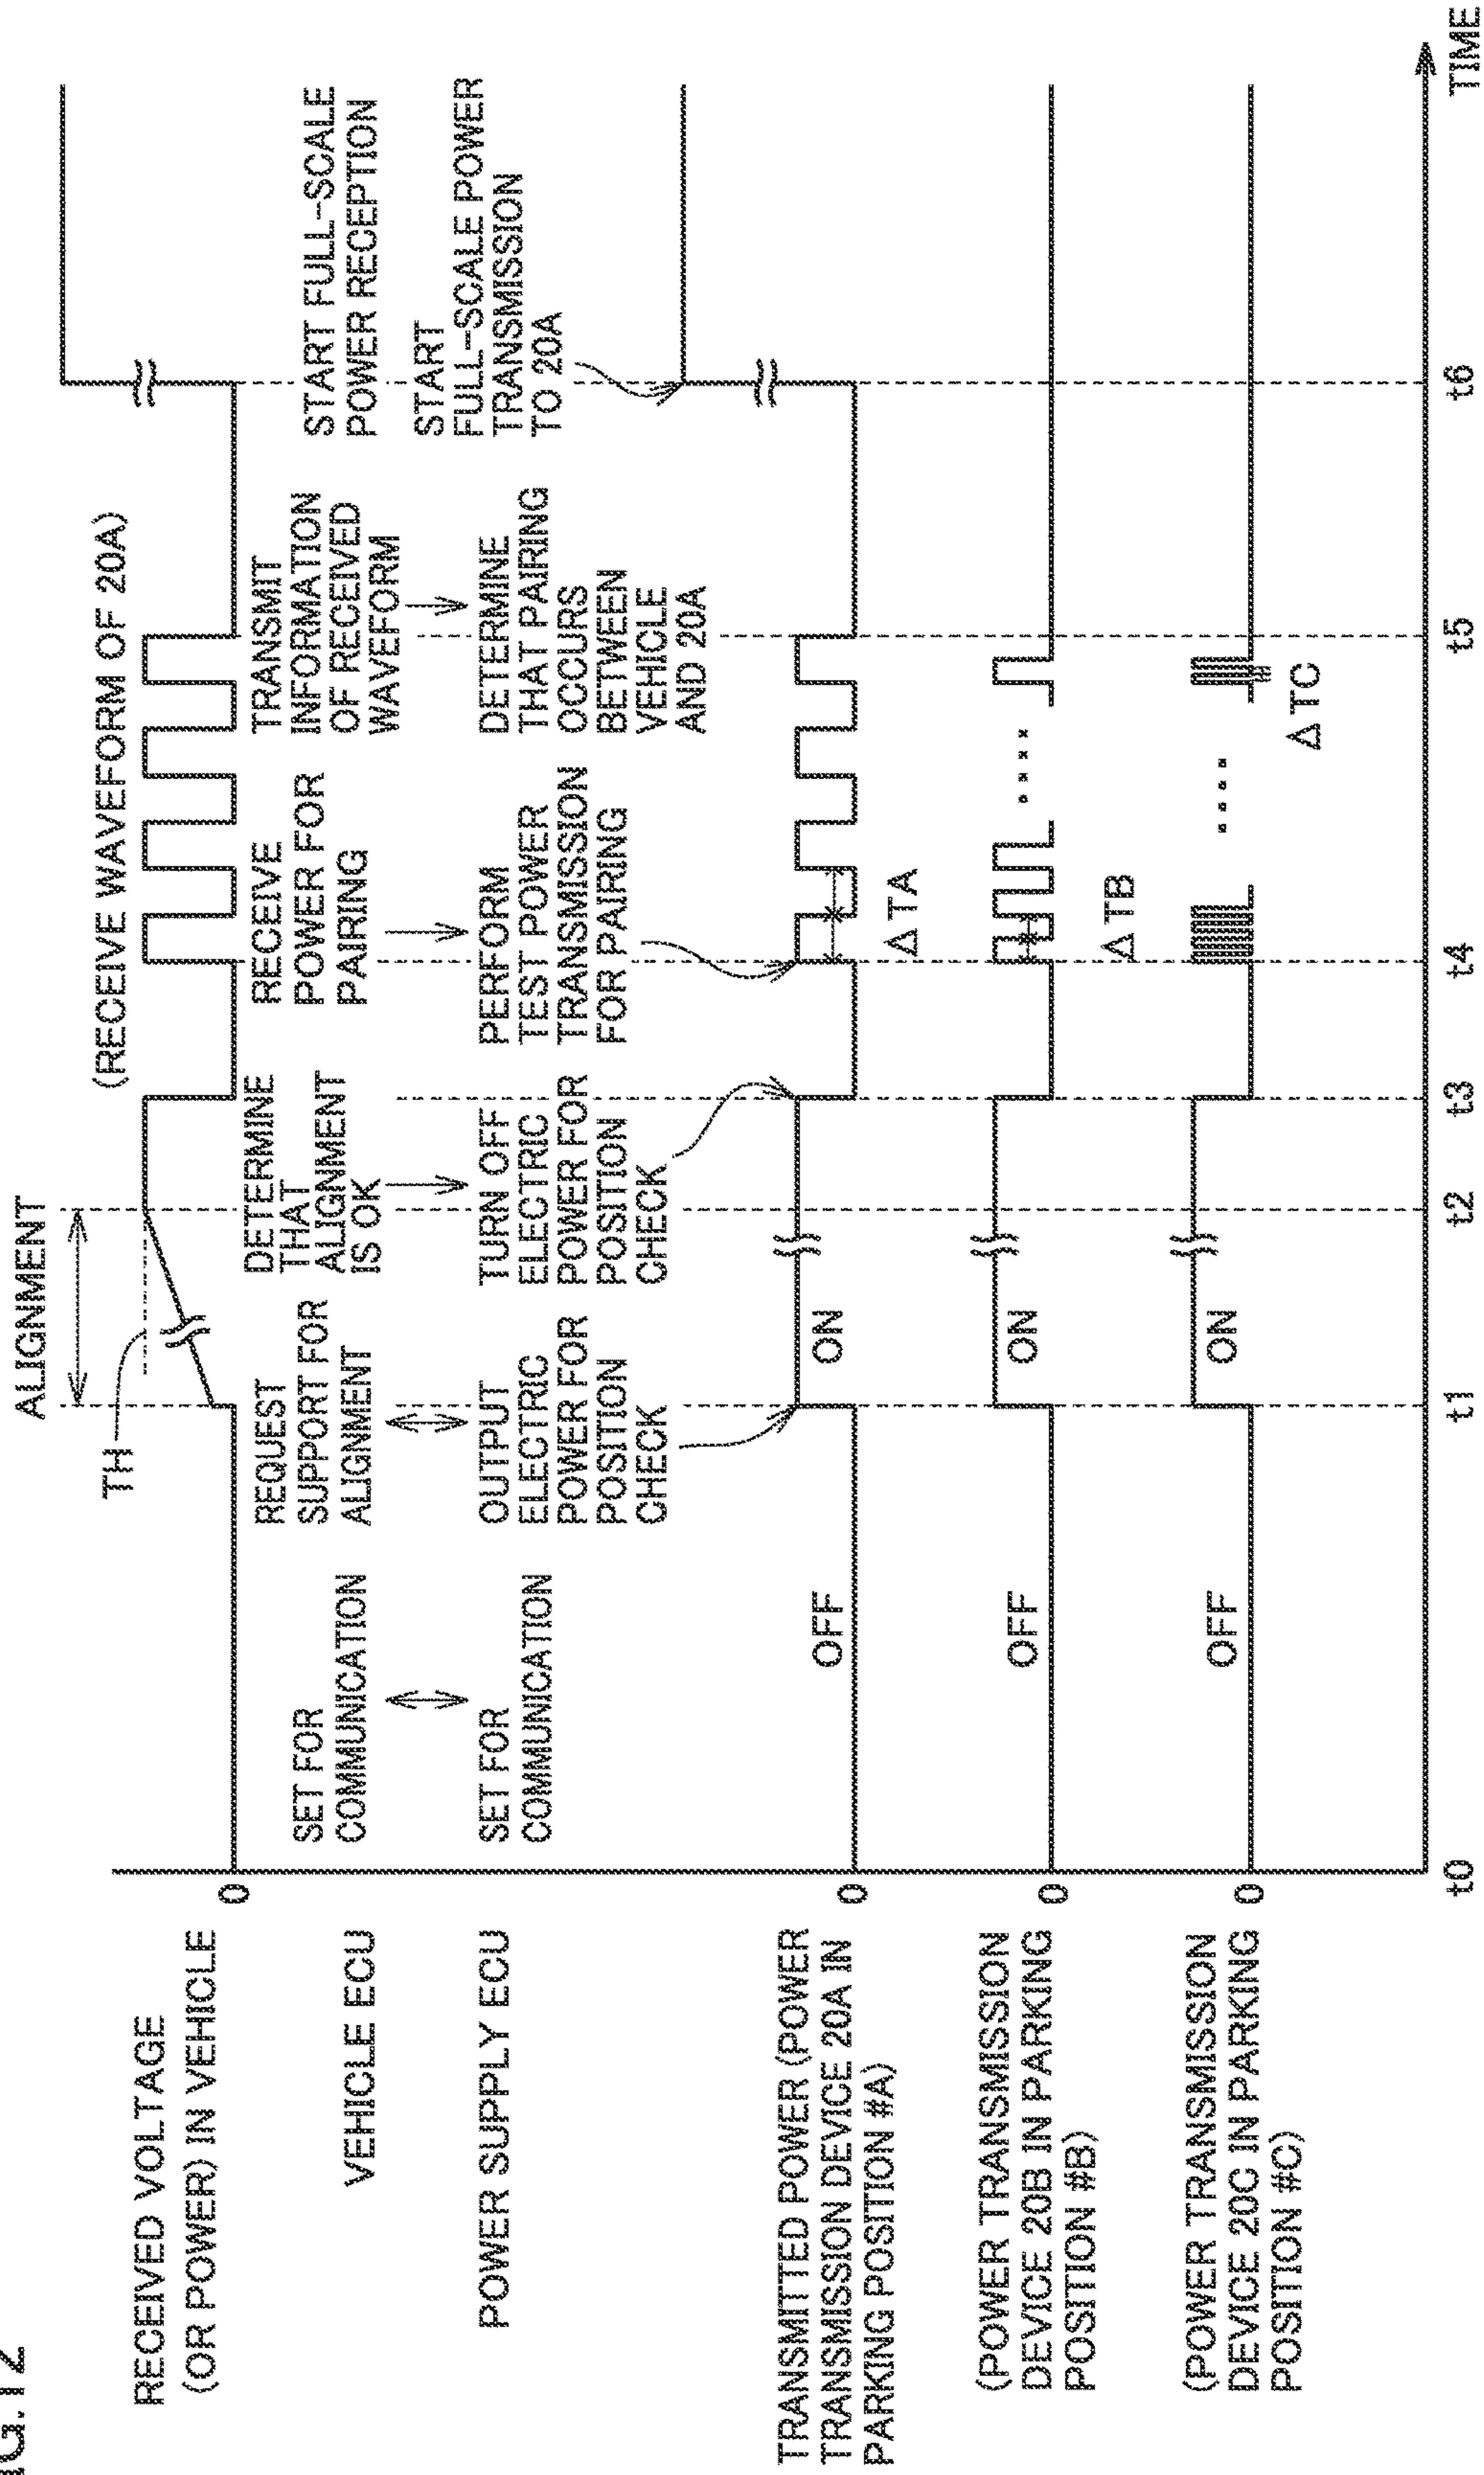 FIG.12
ALIGNMENT
TH
(RECEIVE WAVEFORM OF 20A)
RECEIVED VOLTAGE
(OR POWER) IN VEHICLE
0
VEHICLE ECU
SET FOR
COMMUNICATION
REQUEST
SUPPORT FOR
ALIGNMENT
DETERMINE
THAT
ALIGNMENT
IS OK
RECEIVE
POWER FOR
PAIRING
TRANSMIT
INFORMATION
OF RECEIVED
WAVEFORM
START FULL-SCALE
POWER RECEPTION
POWER SUPPLY ECU
SET FOR
COMMUNICATION
OUTPUT
ELECTRIC
POWER FOR
POSITION
CHECK
TURN OFF
ELECTRIC
POWER FOR
POSITION
CHECK
PERFORM
TEST POWER
TRANSMISSION
FOR PAIRING
DETERMINE
THAT PAIRING
OCCURS
BETWEEN
VEHICLE
AND 20A
START
FULL-SCALE POWER
TRANSMISSION
TO 20A
TRANSMITTED POWER (POWER
TRANSMISSION DEVICE 20A IN
PARKING POSITION #A)
0
OFF
ON
ΔTA
(POWER TRANSMISSION
DEVICE 20B IN PARKING
POSITION #B)
0
OFF
ON
ΔTB
(POWER TRANSMISSION
DEVICE 20C IN PARKING
POSITION #C)
0
OFF
ON
ΔTC
t0
t1
t2
t3
t4
t5
t6
TIME